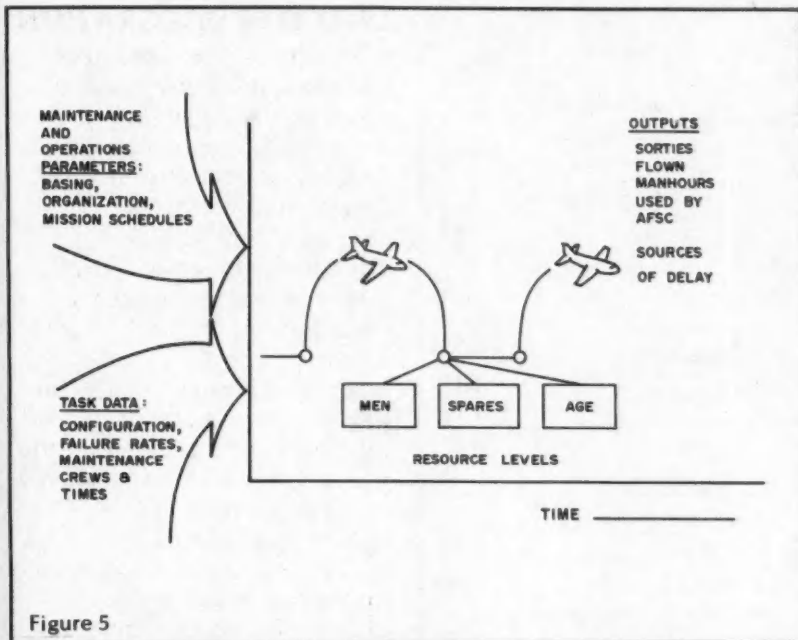 MAINTENANCE
AND
OPERATIONS
PARAMETERS:
BASING,
ORGANIZATION,
MISSION SCHEDULES
TASK DATA:
CONFIGURATION,
FAILURE RATES,
MAINTENANCE
CREWS &
TIMES
OUTPUTS
SORTIES
FLOWN
MANHOURS
USED BY
AFSC
SOURCES
OF DELAY
MEN
SPARES
AGE
RESOURCE LEVELS
TIME
Figure 5